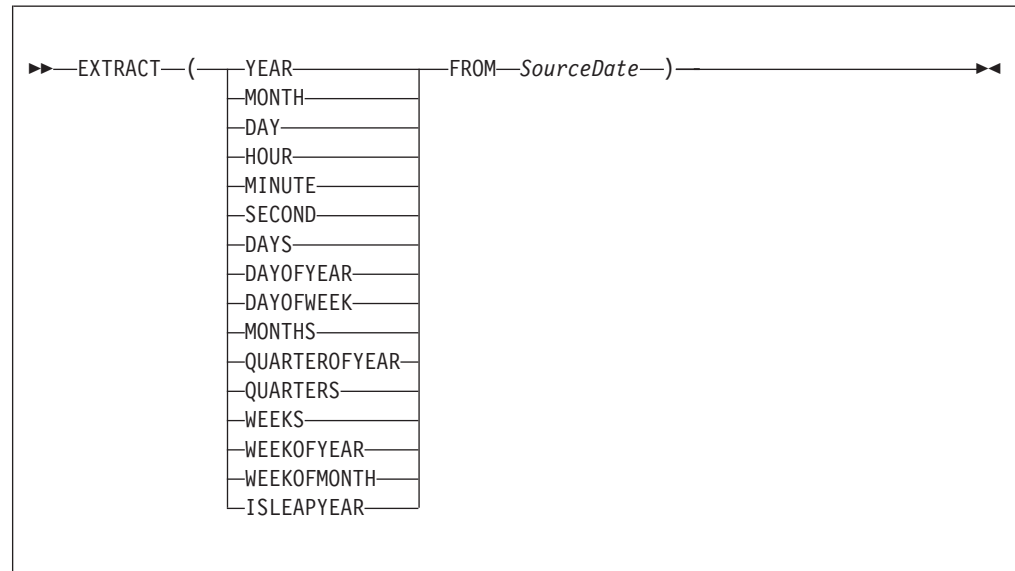 EXTRACT ( YEAR FROM SourceDate )
MONTH
DAY
HOUR
MINUTE
SECOND
DAYS
DAYOFYEAR
DAYOFWEEK
MONTHS
QUARTEROFYEAR
QUARTERS
WEEKS
WEEKOFYEAR
WEEKOFMONTH
ISLEAPYEAR